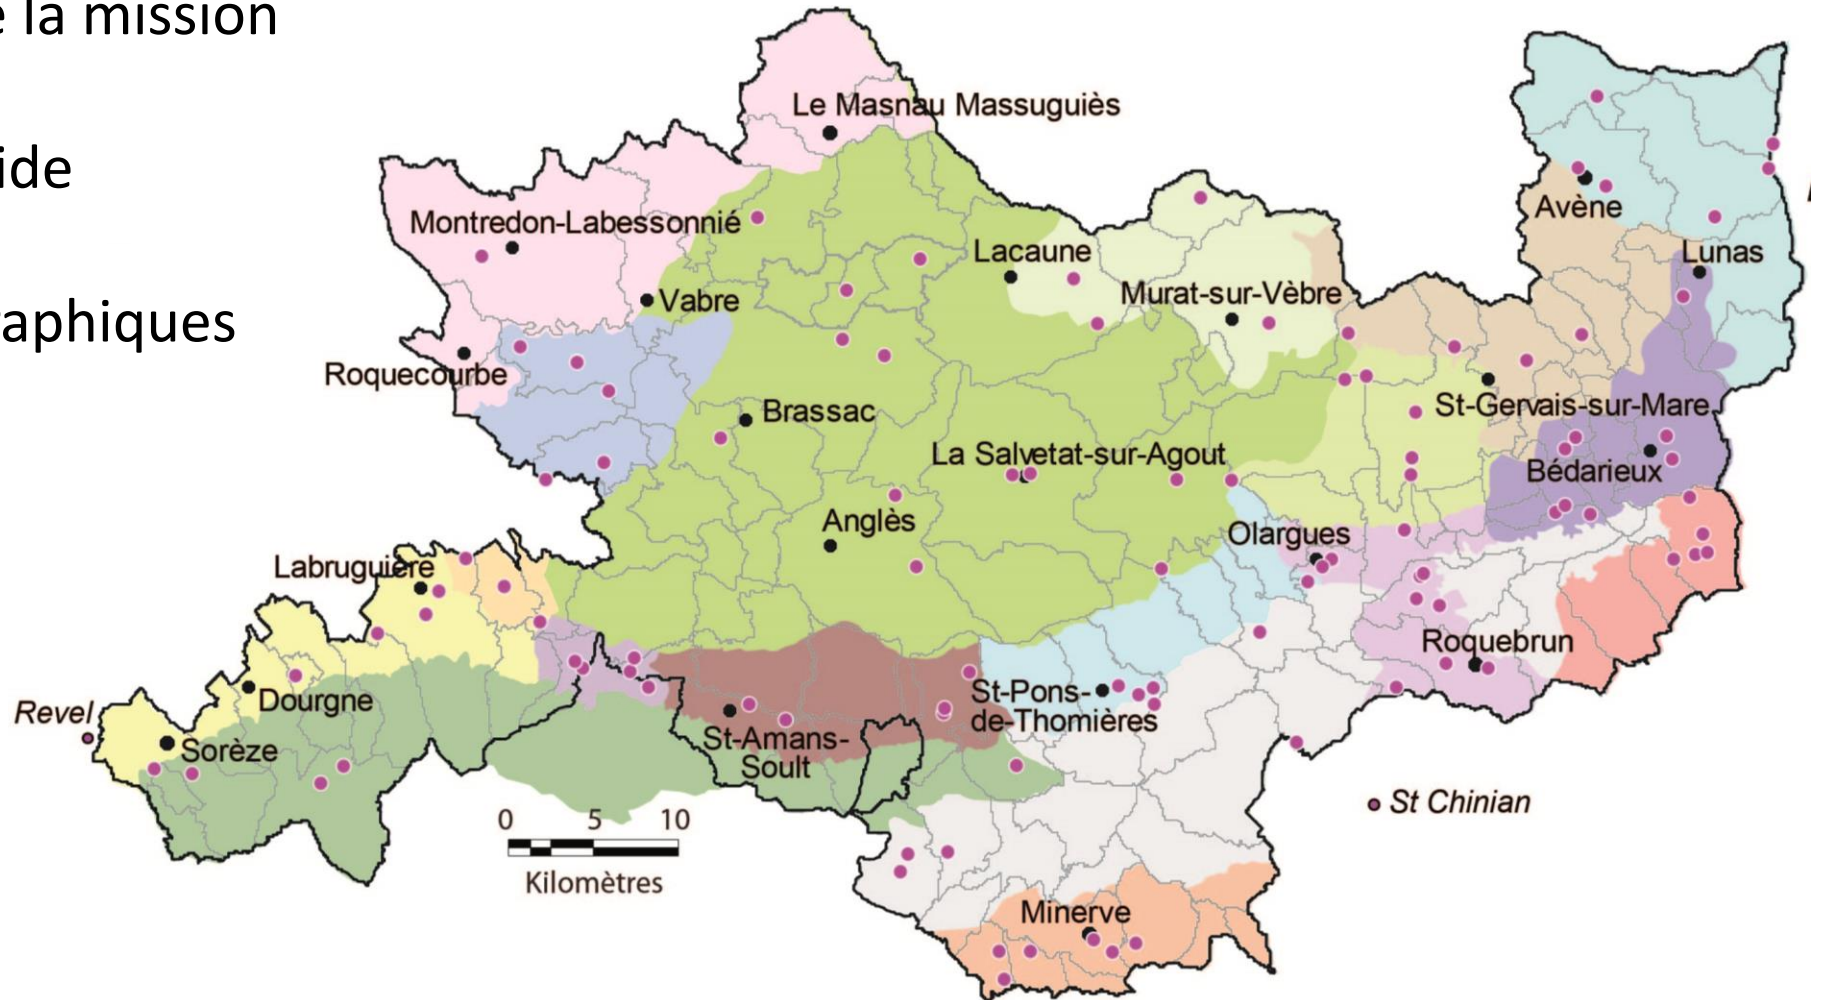 e la mission
ide
raphiques
Le Masnau Massuguiès
Montredon-Labessonnié
Vabre
Roquecourbe
Lacaune
Murat-sur-Vèbre
Avène
Lunas
Brassac
La Salvetat-sur-Agout
St-Gervais-sur-Mare
Bédarieux
Anglès
Olargues
Labruguière
Roquebrun
Revel
Dourgne
Sorèze
St-Amans-
Soult
St-Pons-
de-Thomières
St Chinian
0 5 10
Kilomètres
Minerve